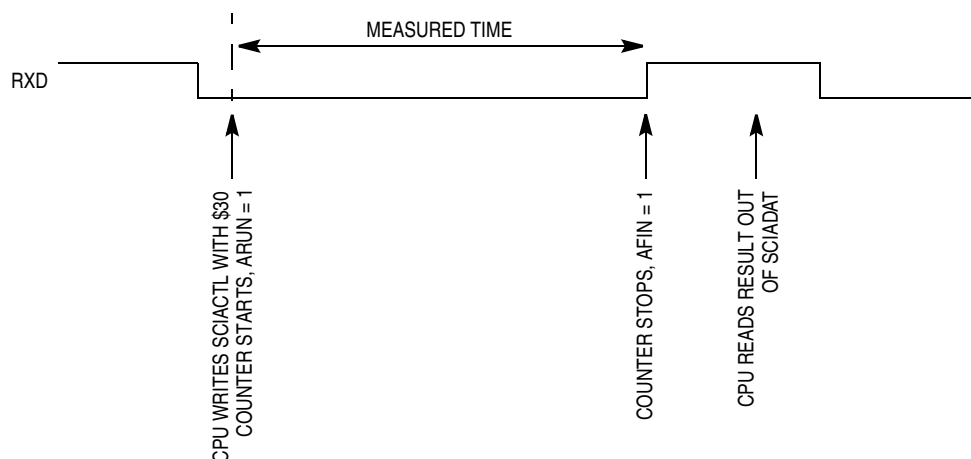 MEASURED TIME
RXD
CPU WRITES SCIACTL WITH $30
COUNTER STARTS, ARUN = 1
COUNTER STOPS, AFIN = 1
CPU READS RESULT OUT
OF SCIADAT